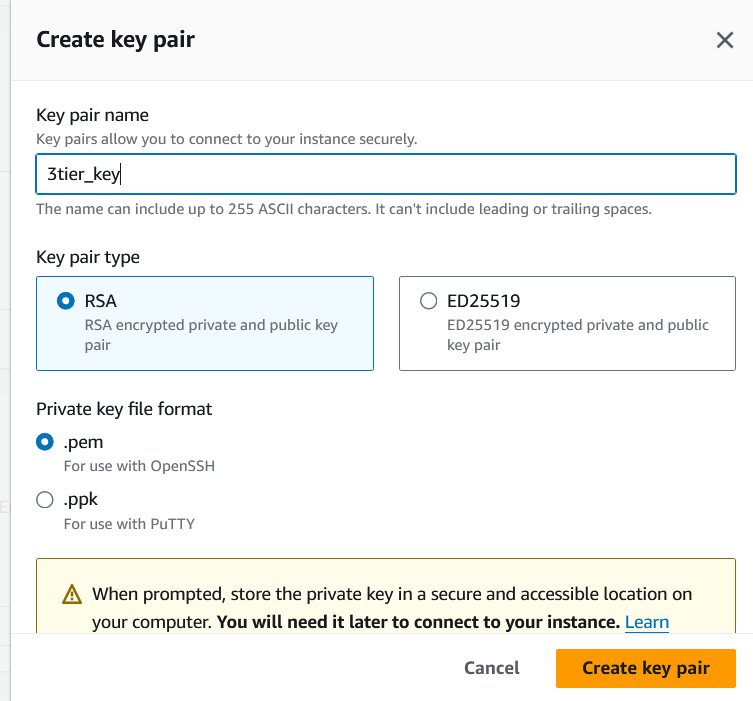 Create key pair
Key pair name
Key pairs allow you to connect to your instance securely.
3tier_key
The name can include up to 255 ASCII characters. It can't include leading or trailing spaces.
Key pair type
RSA
RSA encrypted private and public key
pair
ED25519
ED25519 encrypted private and public
key pair
Private key file format
.pem
For use with OpenSSH
.ppk
For use with PuTTY
When prompted, store the private key in a secure and accessible location on
your computer. You will need it later to connect to your instance. Learn
Cancel
Create key pair